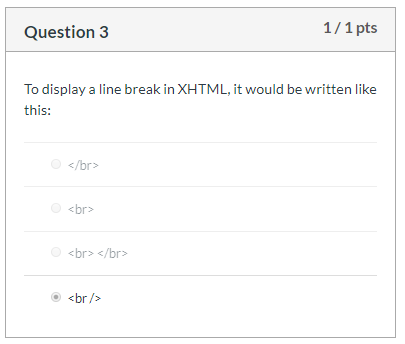 Question 3
1 / 1 pts
To display a line break in XHTML, it would be written like
this:
</br>
<br>
<br> </br>
<br />